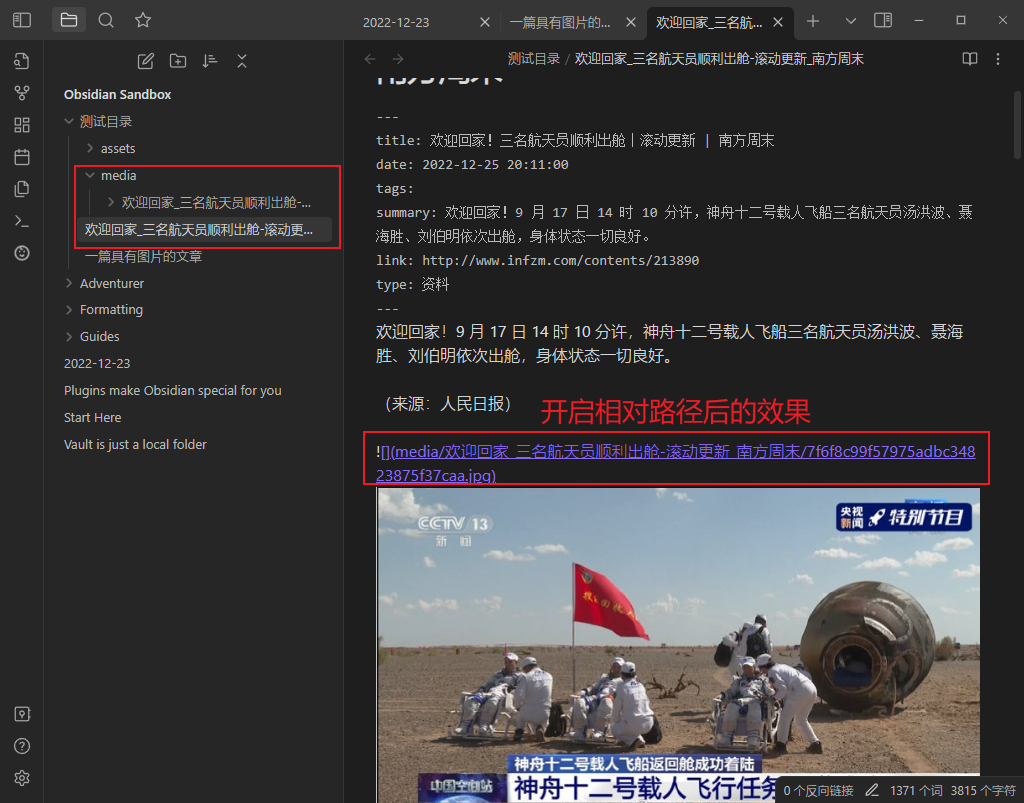 2022-12-23
一篇具有图片的...
欢迎回家_三名航...
测试目录 / 欢迎回家_三名航天员顺利出舱-滚动更新_南方周末
Obsidian Sandbox
测试目录
assets
media
欢迎回家_三名航天员顺利出舱-...
欢迎回家_三名航天员顺利出舱-滚动更...
一篇具有图片的文章
Adventurer
Formatting
Guides
2022-12-23
Plugins make Obsidian special for you
Start Here
Vault is just a local folder
南方周末
---
title: 欢迎回家！三名航天员顺利出舱｜滚动更新 | 南方周末
date: 2022-12-25 20:11:00
tags:
summary: 欢迎回家！9 月 17 日 14 时 10 分许，神舟十二号载人飞船三名航天员汤洪波、聂
海胜、刘伯明依次出舱，身体状态一切良好。
link: http://www.infzm.com/contents/213890
type: 资料
---
欢迎回家！9 月 17 日 14 时 10 分许，神舟十二号载人飞船三名航天员汤洪波、聂海
胜、刘伯明依次出舱，身体状态一切良好。
（来源：人民日报）
开启相对路径后的效果
![](media/欢迎回家_三名航天员顺利出舱-滚动更新_南方周末/7f6f8c99f57975adbc348
23875f37caa.jpg)
CCTV 13
新闻
央视
新闻
特别节目
神舟十二号载人飞船返回舱成功着陆
中国空间站
神舟十二号载人飞行任务
0 个反向链接
1371 个词
3815 个字符